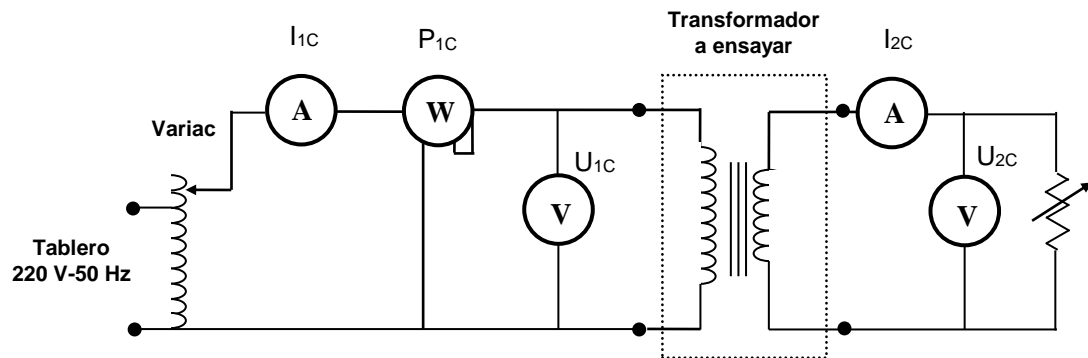 Transformador
a ensayar
I1C
P1C
I2C
A
W
A
Variac
U1C
U2C
V
V
Tablero
220 V-50 Hz